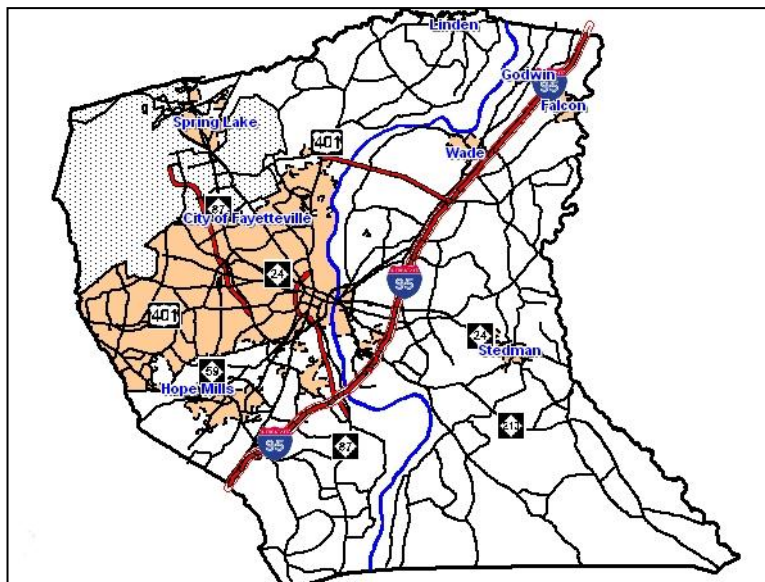 Linden
Godwin
95
Falcon
Spring Lake
401
Wade
87
City of Fayetteville
24
95
401
24
Stedman
59
Hope Mills
210
95
87